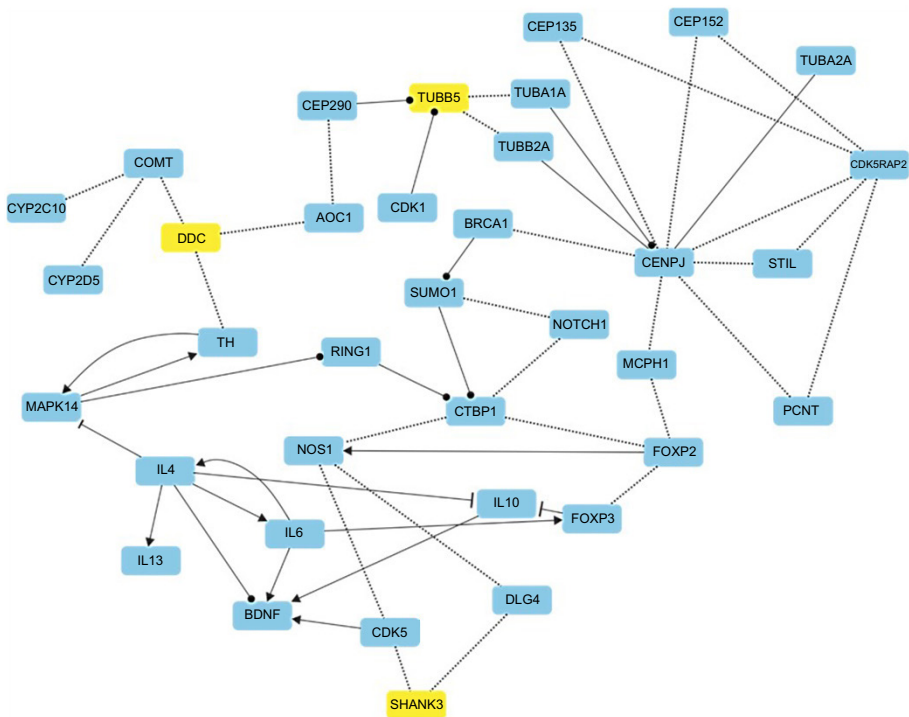 CEP135
CEP152
TUBA2A
CEP290
TUBB5
TUBA1A
TUBB2A
COMT
CDK5RAP2
CYP2C10
AOC1
CDK1
BRCA1
DDC
CENPJ
STIL
CYP2D5
SUMO1
NOTCH1
TH
RING1
MCPH1
MAPK14
CTBP1
PCNT
NOS1
FOXP2
IL4
IL10
FOXP3
IL6
IL13
DLG4
BDNF
CDK5
SHANK3